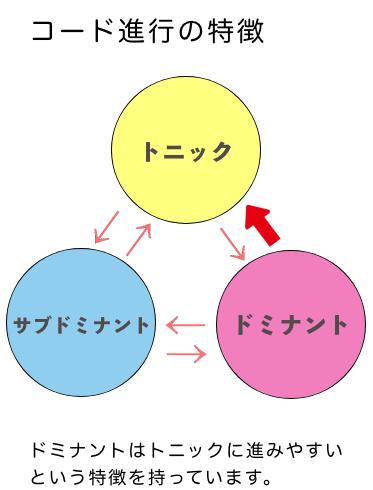 コード進行の特徴
トニック
サブドミナント
ドミナント
ドミナントはトニックに進みやすい
という特徴を持っています。